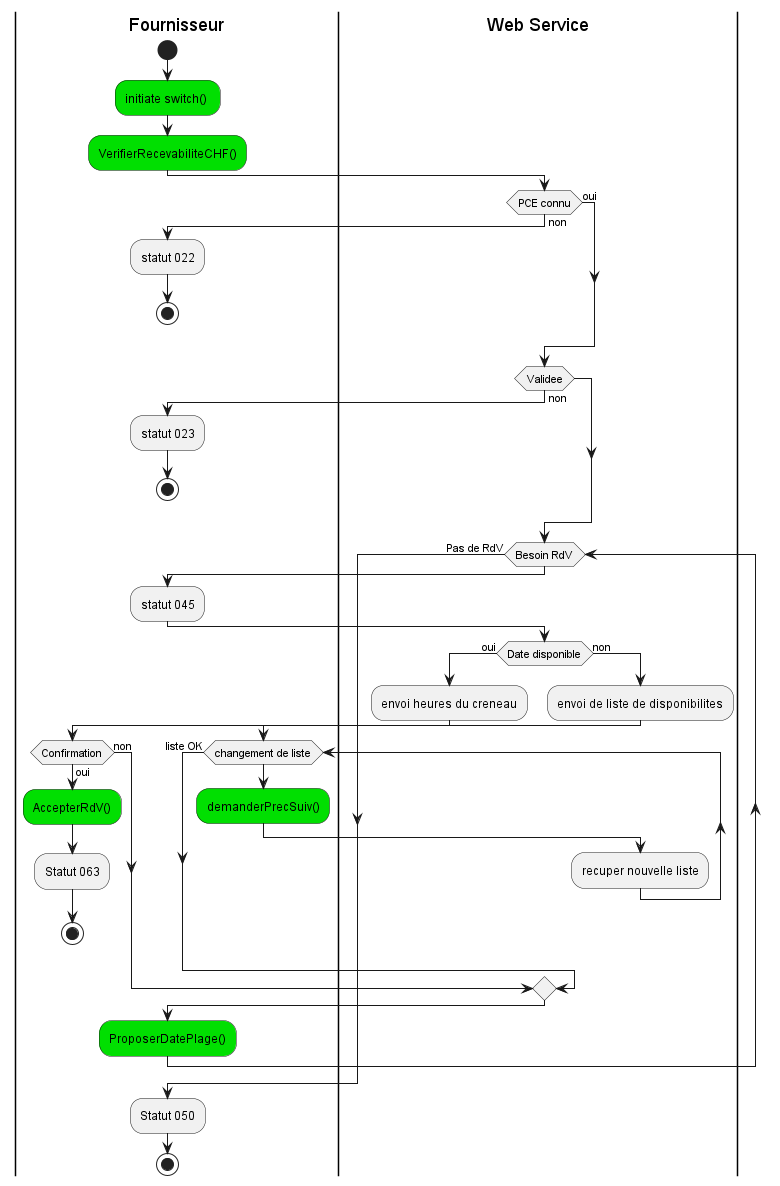 Fournisseur
Web Service
initiate switch()
VerifierRecevabiliteCHF()
PCE connu
oui
non
statut 022
Validee
non
statut 023
Pas de RdV
Besoin RdV
statut 045
oui
Date disponible
non
envoi heures du creneau
envoi de liste de disponibilites
Confirmation
non
oui
liste OK
changement de liste
AccepterRdV()
demanderPrecSuiv()
Statut 063
recuper nouvelle liste
ProposerDatePlage()
Statut 050